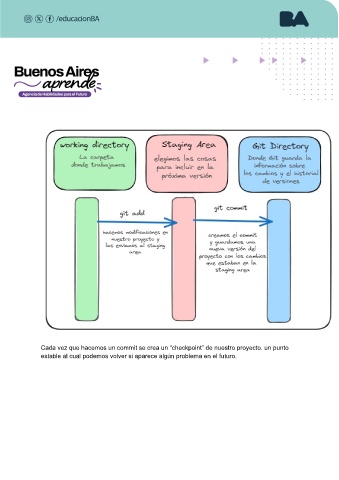 /educacionBA
BA
Buenos Aires
aprende
Agencia de Habilidades para el Futuro
working directory
La carpeta
donde trabajamos
Staging Area
elegimos las cosas
para incluir en la
próxima versión
Git Directory
Donde Git guarda la
información sobre
los cambios y el historial
de versiones
git add
hacemos modificaciones en
nuestro proyecto y
las enviamos al staging
area
git commit
creamos el commit
y guardamos una
nueva versión del
proyecto con los cambios
que estaban en la
staging area
Cada vez que hacemos un commit se crea un "checkpoint" de nuestro proyecto. un punto
estable al cual podemos volver si aparece algún problema en el futuro.